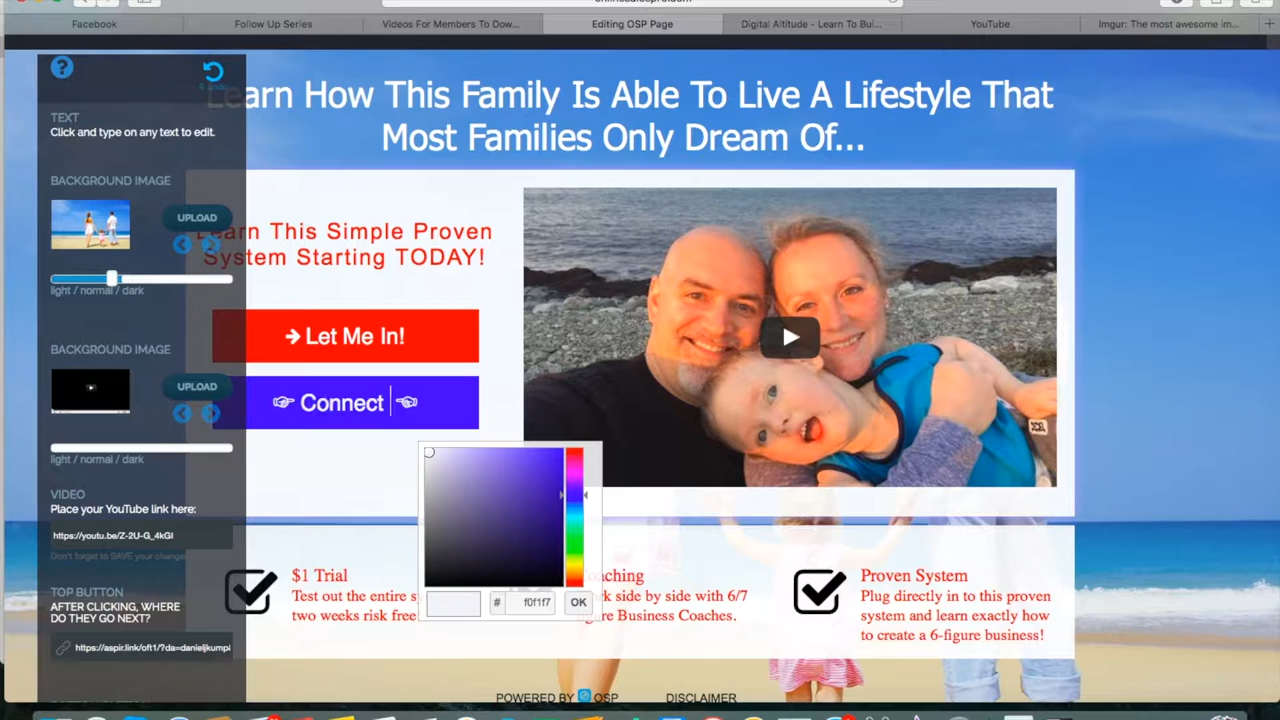 Facebook
Follow Up Series
Videos For Members To Dow...
Editing OSP Page
Digital Altitude - Learn To Bui...
YouTube
Imgur: The most awesome im...
Learn How This Family Is Able To Live A Lifestyle That
Most Families Only Dream Of...
TEXT
Click and type on any text to edit.
BACKGROUND IMAGE
UPLOAD
light / normal / dark
BACKGROUND IMAGE
UPLOAD
light / normal / dark
VIDEO
Place your YouTube link here:
https://youtu.be/Z-2U-G_4kGI
Don't forget to SAVE your changes
TOP BUTTON
AFTER CLICKING, WHERE
DO THEY GO NEXT?
https://aspir.link/oft1/?da=danieljkumpi
Learn This Simple Proven
System Starting TODAY!
Let Me In!
Connect
# f0f1f7 OK
$1 Trial
Test out the entire
two weeks risk free
side by side with 6/7
Business Coaches.
Proven System
Plug directly in to this proven
system and learn exactly how
to create a 6-figure business!
POWERED BY OSP
DISCLAIMER